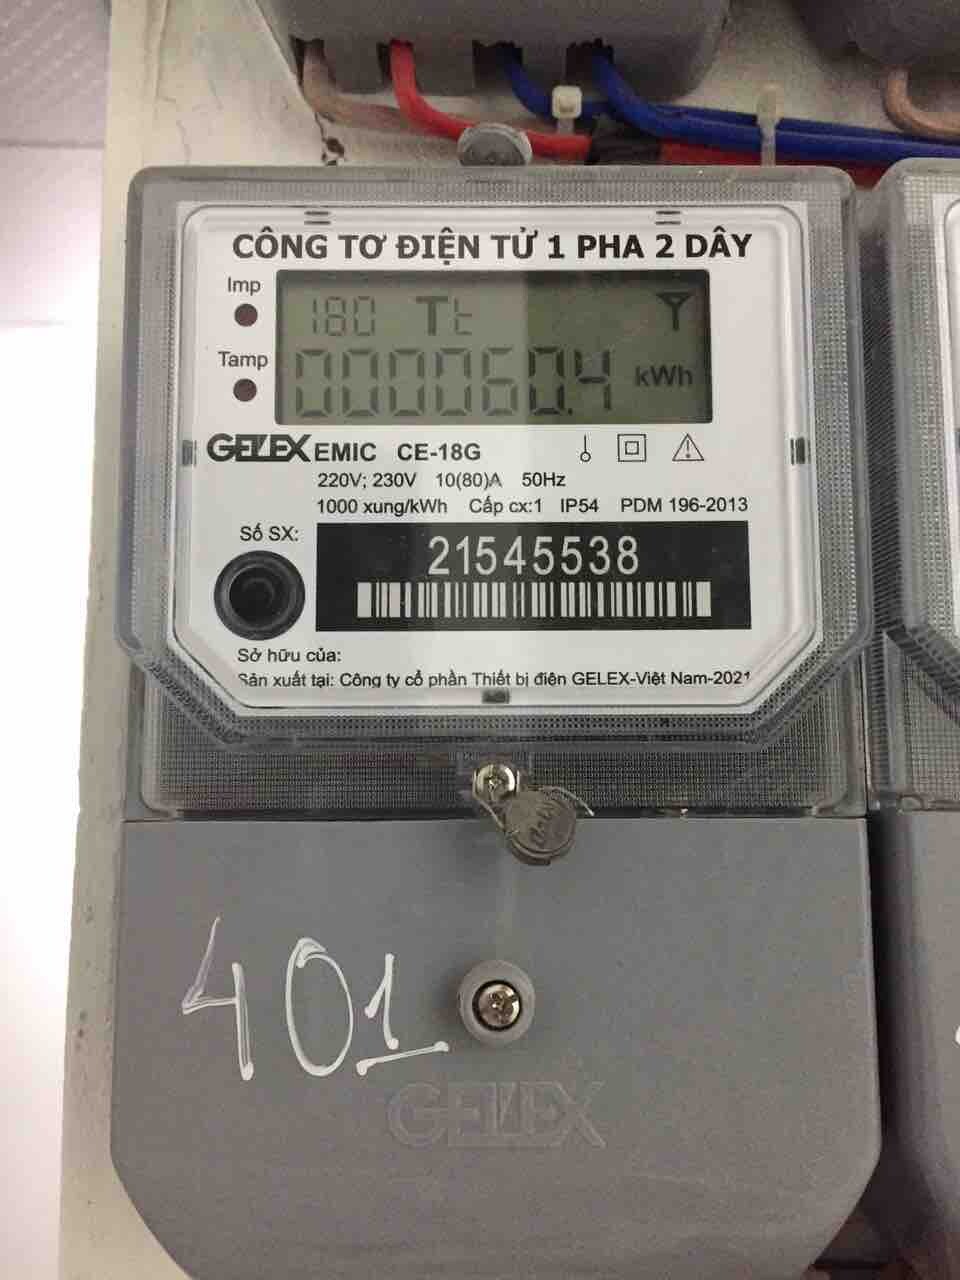 CÔNG TƠ ĐIỆN TỬ 1 PHA 2 DÂY
Imp
180 Tt
Tamp
0000060.4 kWh
GELEX EMIC CE-18G
220V; 230V 10(80)A 50Hz
1000 xung/kWh Cấp cx:1 IP54 PDM 196-2013
Số SX:
21545538
Sở hữu của:
Sản xuất tại: Công ty cổ phần Thiết bị điện GELEX-Việt Nam-2021
401
GELEX